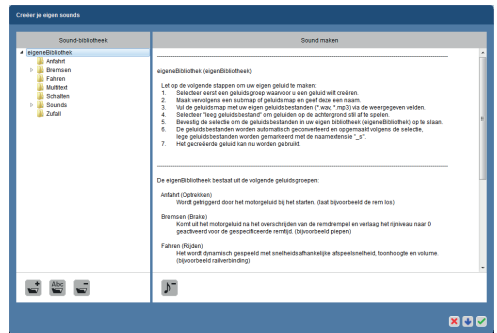 Creëer je eigen sounds
Sound-bibliotheek
eigeneBibliothek
Anfahrt
Bremsen
Fahren
Multitext
Schalten
Sounds
Zufall
Abc
Sound maken
eigeneBibliothek (eigenBibliotheek)
Let op de volgende stappen om uw eigen geluid te maken:
1. Selecteer eerst een geluidsgroep waarvoor u een geluid wilt creëren.
2. Maak vervolgens een submap of geluidsmap en geef deze een naam.
3. Vul de geluidsmap met uw eigen geluidsbestanden (*.wav, *.mp3) via de weergegeven velden.
4. Selecteer "leeg geluidsbestand" om geluiden op de achtergrond stil af te spelen.
5. Bevestig de selectie om de geluidsbestanden in uw eigen bibliotheek (eigeneBibliothek) op te slaan.
6. De geluidsbestanden worden automatisch geconverteerd en opgemaakt volgens de selectie,
lege geluidsbestanden worden gemarkeerd met de naamextensie "_s".
7. Het gecreëerde geluid kan nu worden gebruikt.
De eigenBibliotheek bestaat uit de volgende geluidsgroepen:
Anfahrt (Optrekken)
Wordt getriggerd door het motorgeluid bij het starten. (laat bijvoorbeeld de rem los)
Bremsen (Brake)
Komt uit het motorgeluid na het overschrijden van de remdrempel en verlaag het rijniveau naar 0
geactiveerd voor de gespecificeerde remtijd. (bijvoorbeeld piepen)
Fahren (Rijden)
Het wordt dynamisch gespeeld met snelheidsafhankelijke afspeelsnelheid, toonhoogte en volume.
(bijvoorbeeld railverbinding)